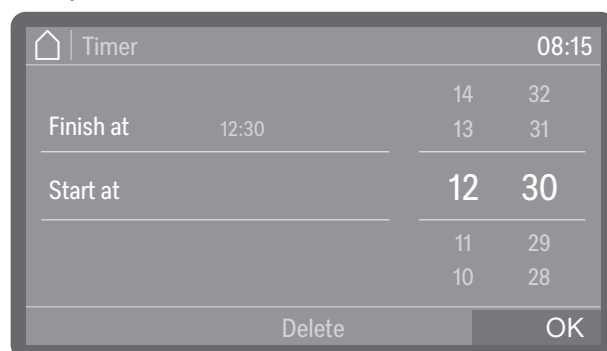 Timer 08:15
14 32
Finish at 12:30 13 31
Start at 12 30
11 29
10 28
Delete OK